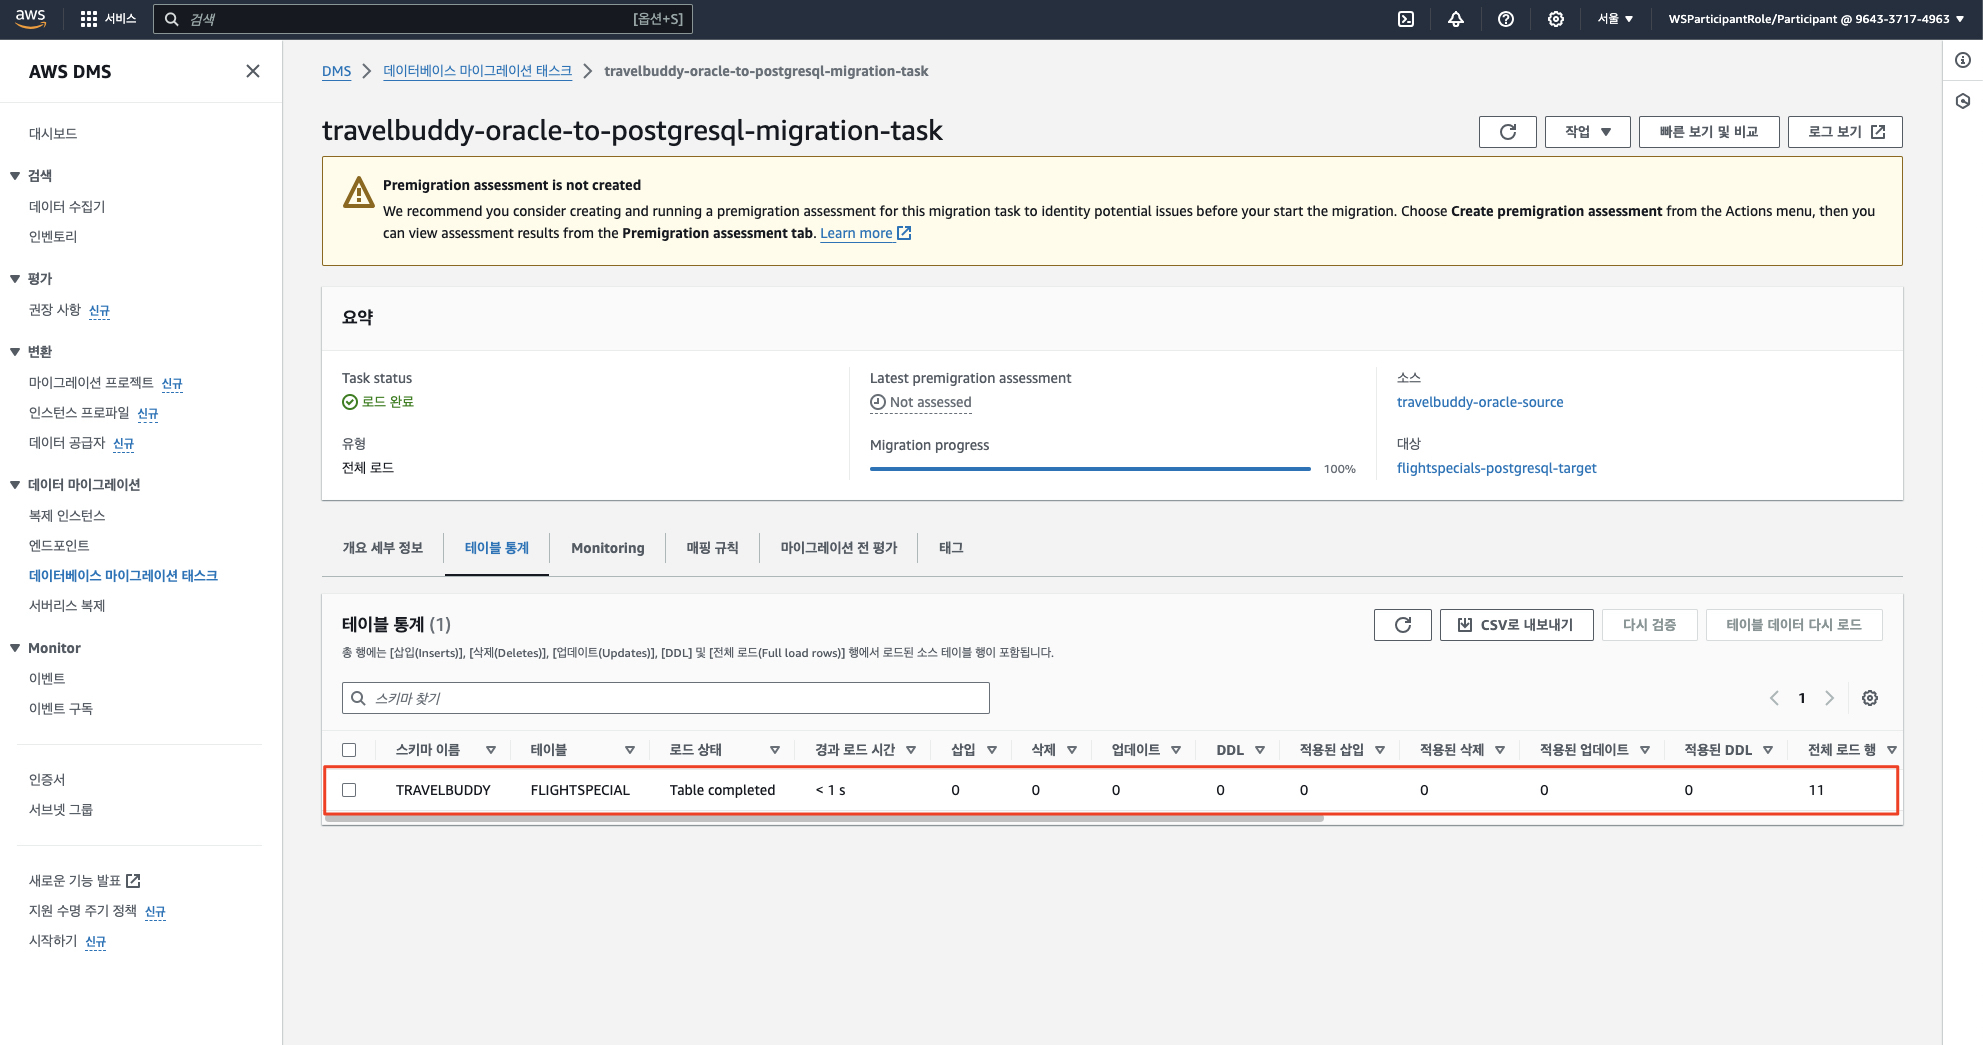 aws
서비스
검색
[옵션+S]
서울 ▼
WSParticipantRole/Participant @ 9643-3717-4963 ▼
AWS DMS
대시보드
검색
데이터 수집기
인벤토리
평가
권장 사항 신규
변환
마이그레이션 프로젝트 신규
인스턴스 프로파일 신규
데이터 공급자 신규
데이터 마이그레이션
복제 인스턴스
엔드포인트
데이터베이스 마이그레이션 태스크
서버리스 복제
Monitor
이벤트
이벤트 구독
인증서
서브넷 그룹
새로운 기능 발표
지원 수명 주기 정책 신규
시작하기 신규
DMS > 데이터베이스 마이그레이션 태스크 > travelbuddy-oracle-to-postgresql-migration-task
travelbuddy-oracle-to-postgresql-migration-task
작업 ▼
빠른 보기 및 비교
로그 보기
Premigration assessment is not created
We recommend you consider creating and running a premigration assessment for this migration task to identity potential issues before your start the migration. Choose Create premigration assessment from the Actions menu, then you
can view assessment results from the Premigration assessment tab. Learn more
요약
Task status
로드 완료
유형
전체 로드
Latest premigration assessment
Not assessed
Migration progress
100%
소스
travelbuddy-oracle-source
대상
flightspecials-postgresql-target
개요 세부 정보
테이블 통계
Monitoring
매핑 규칙
마이그레이션 전 평가
태그
테이블 통계 (1)
CSV로 내보내기
다시 검증
테이블 데이터 다시 로드
총 행에는 [삽입(Inserts)], [삭제(Deletes)], [업데이트(Updates)], [DDL] 및 [전체 로드(Full load rows)] 행에서 로드된 소스 테이블 행이 포함됩니다.
스키마 찾기
1
스키마 이름 테이블 로드 상태 경과 로드 시간 삽입 삭제 업데이트 DDL 적용된 삽입 적용된 삭제 적용된 업데이트 적용된 DDL 전체 로드 행
TRAVELBUDDY FLIGHTSPECIAL Table completed < 1 s 0 0 0 0 0 0 0 0 11